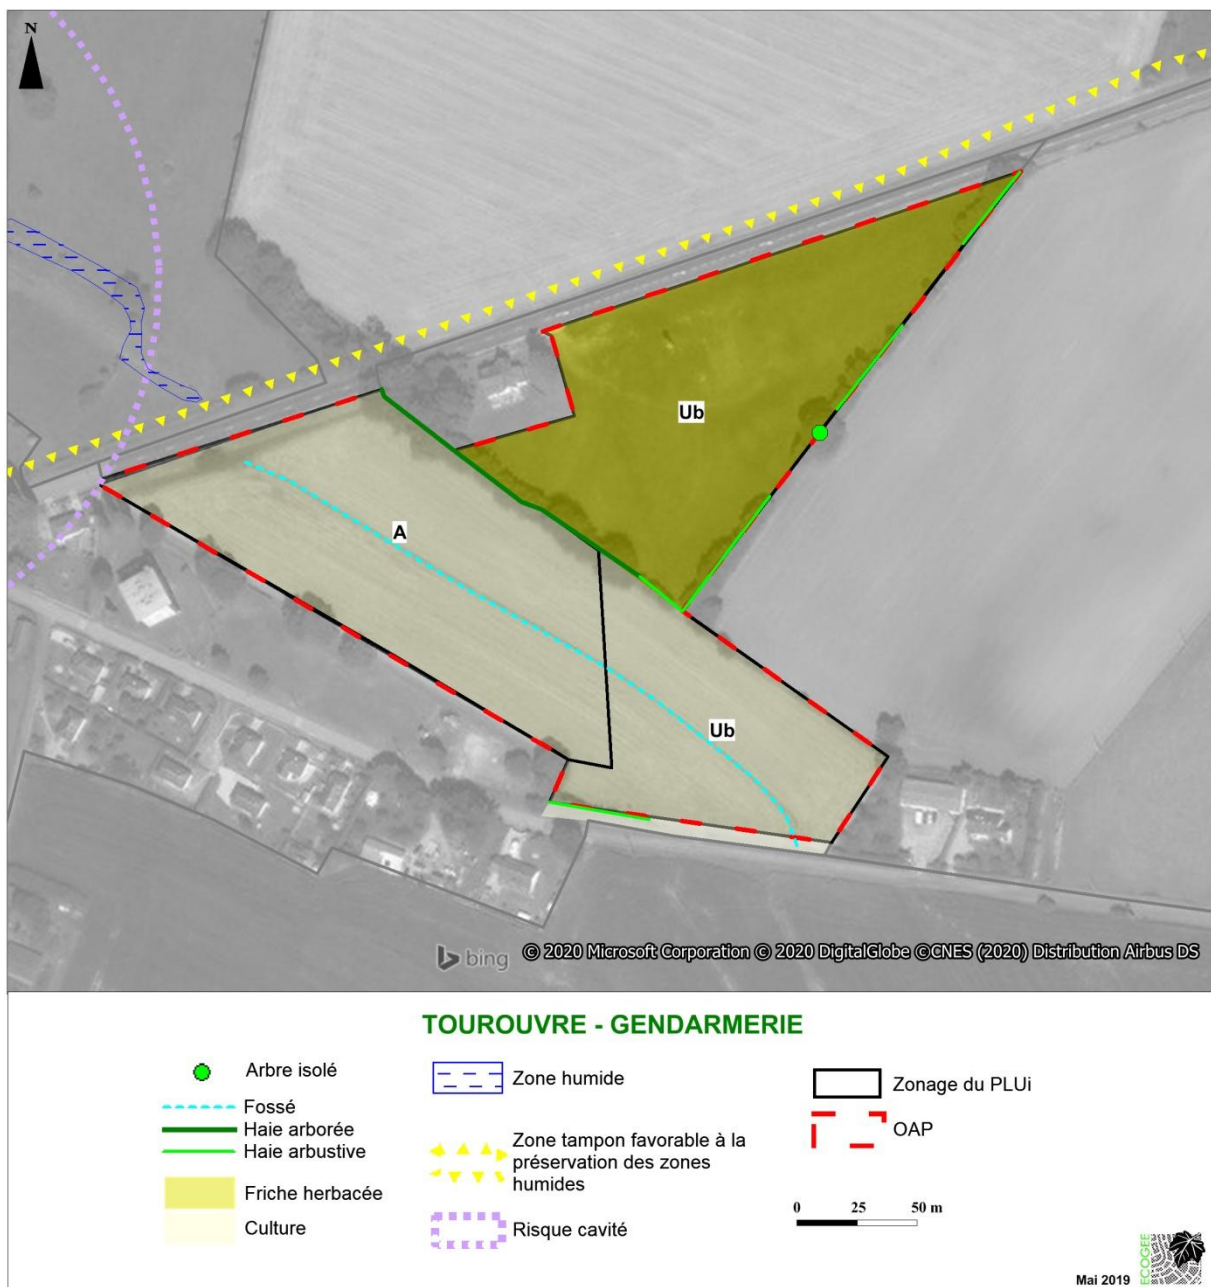 N
Ub
A
Ub
bing © 2020 Microsoft Corporation © 2020 DigitalGlobe ©CNES (2020) Distribution Airbus DS
TOUROUVRE - GENDARMERIE
Arbre isolé
Fossé
Haie arborée
Haie arbustive
Friche herbacée
Culture
Zone humide
Zone tampon favorable à la
préservation des zones
humides
Risque cavité
Zonage du PLUi
OAP
0 25 50 m
Mai 2019
ECOGEE